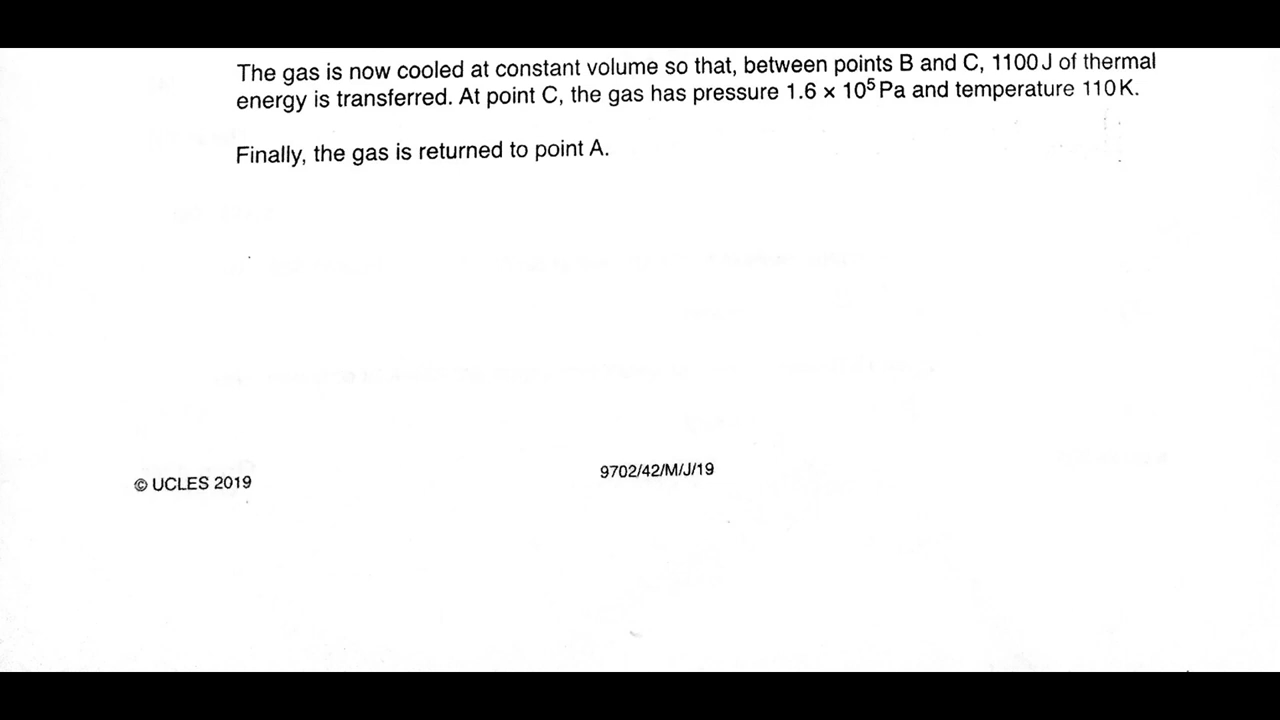 The gas is now cooled at constant volume so that, between points B and C, 1100 J of thermal
energy is transferred. At point C, the gas has pressure 1.6 × 10⁵ Pa and temperature 110 K.
Finally, the gas is returned to point A.
© UCLES 2019
9702/42/M/J/19